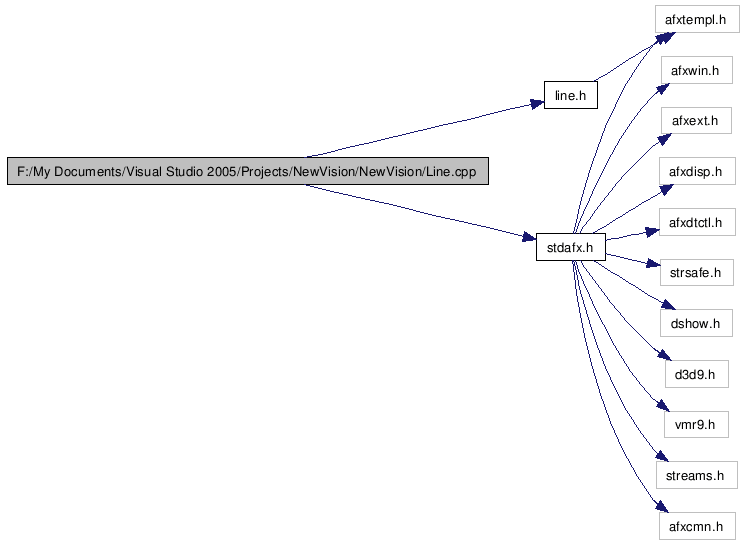 afxtempl.h
afxwin.h
line.h
afxext.h
F:/My Documents/Visual Studio 2005/Projects/NewVision/NewVision/Line.cpp
afxdisp.h
afxdtctl.h
stdafx.h
strsafe.h
dshow.h
d3d9.h
vmr9.h
streams.h
afxcmn.h